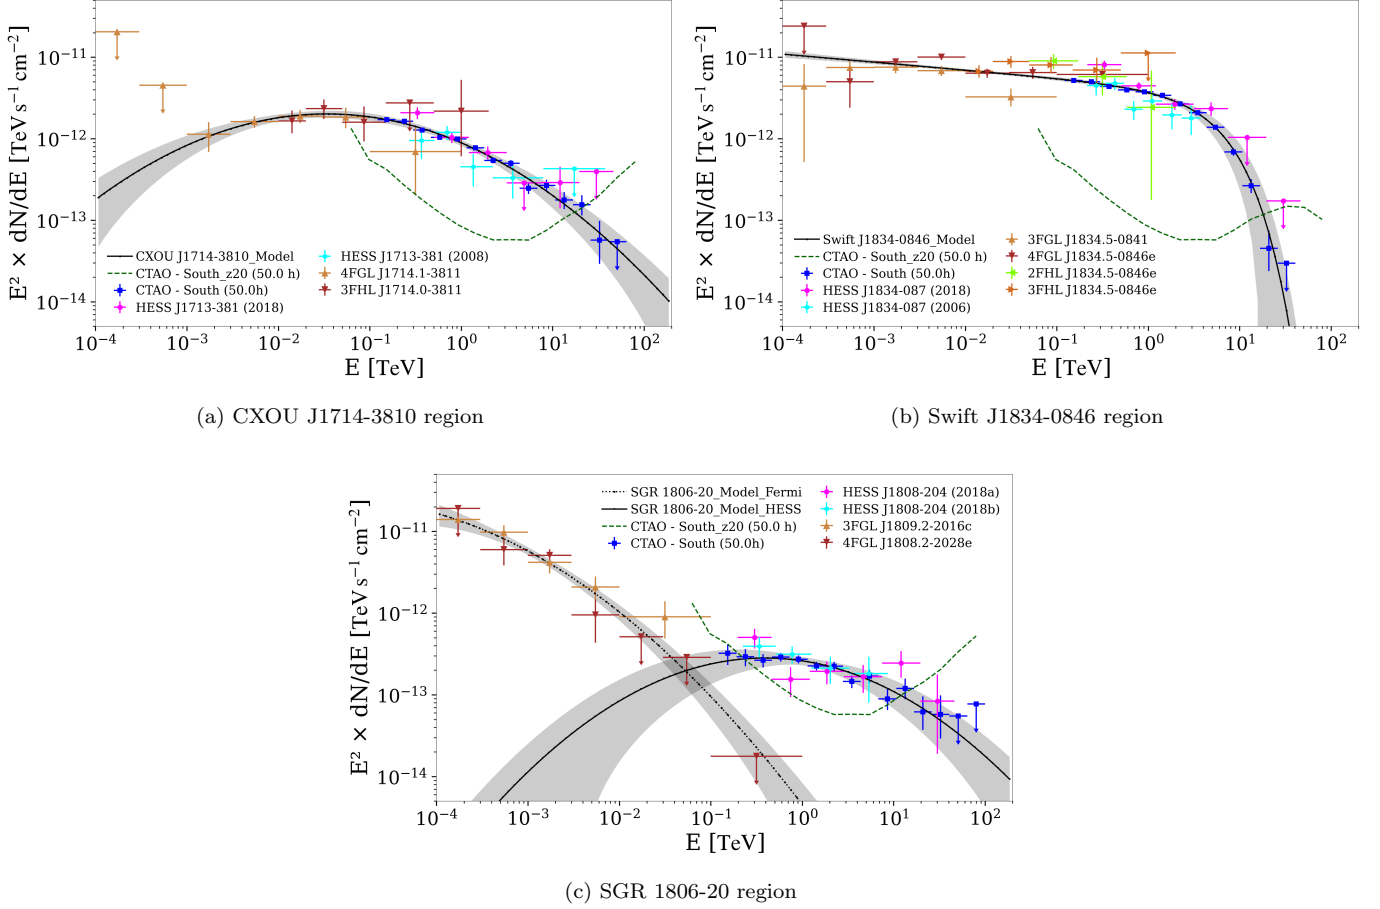 E² × dN/dE [TeV s⁻¹ cm⁻²]
10⁻¹¹
10⁻¹²
10⁻¹³
10⁻¹⁴
CXOU J1714-3810_Model
CTAO - South_z20 (50.0 h)
CTAO - South (50.0h)
HESS J1713-381 (2018)
HESS J1713-381 (2008)
4FGL J1714.1-3811
3FHL J1714.0-3811
10⁻⁴ 10⁻³ 10⁻² 10⁻¹ 10⁰ 10¹ 10²
E [TeV]
(a) CXOU J1714-3810 region
E² × dN/dE [TeV s⁻¹ cm⁻²]
10⁻¹¹
10⁻¹²
10⁻¹³
10⁻¹⁴
Swift J1834-0846_Model
CTAO - South_z20 (50.0 h)
CTAO - South (50.0h)
HESS J1834-087 (2018)
HESS J1834-087 (2006)
3FGL J1834.5-0841
4FGL J1834.5-0846e
2FHL J1834.5-0846e
3FHL J1834.5-0846e
10⁻⁴ 10⁻³ 10⁻² 10⁻¹ 10⁰ 10¹ 10²
E [TeV]
(b) Swift J1834-0846 region
E² × dN/dE [TeV s⁻¹ cm⁻²]
10⁻¹¹
10⁻¹²
10⁻¹³
10⁻¹⁴
SGR 1806-20_Model_Fermi
SGR 1806-20_Model_HESS
CTAO - South_z20 (50.0 h)
CTAO - South (50.0h)
HESS J1808-204 (2018a)
HESS J1808-204 (2018b)
3FGL J1809.2-2016c
4FGL J1808.2-2028e
10⁻⁴ 10⁻³ 10⁻² 10⁻¹ 10⁰ 10¹ 10²
E [TeV]
(c) SGR 1806-20 region